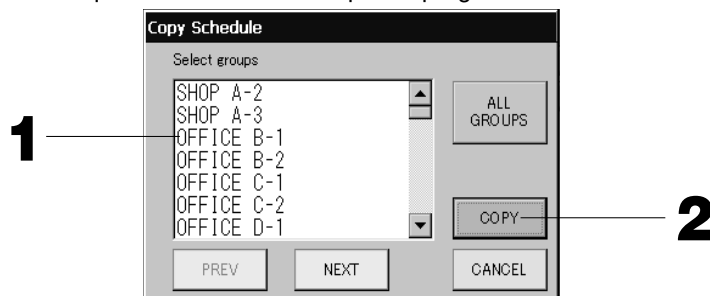 Copy Schedule
Select groups
SHOP A-2
SHOP A-3
OFFICE B-1
OFFICE B-2
OFFICE C-1
OFFICE C-2
OFFICE D-1
ALL
GROUPS
COPY
PREV
NEXT
CANCEL
1
2